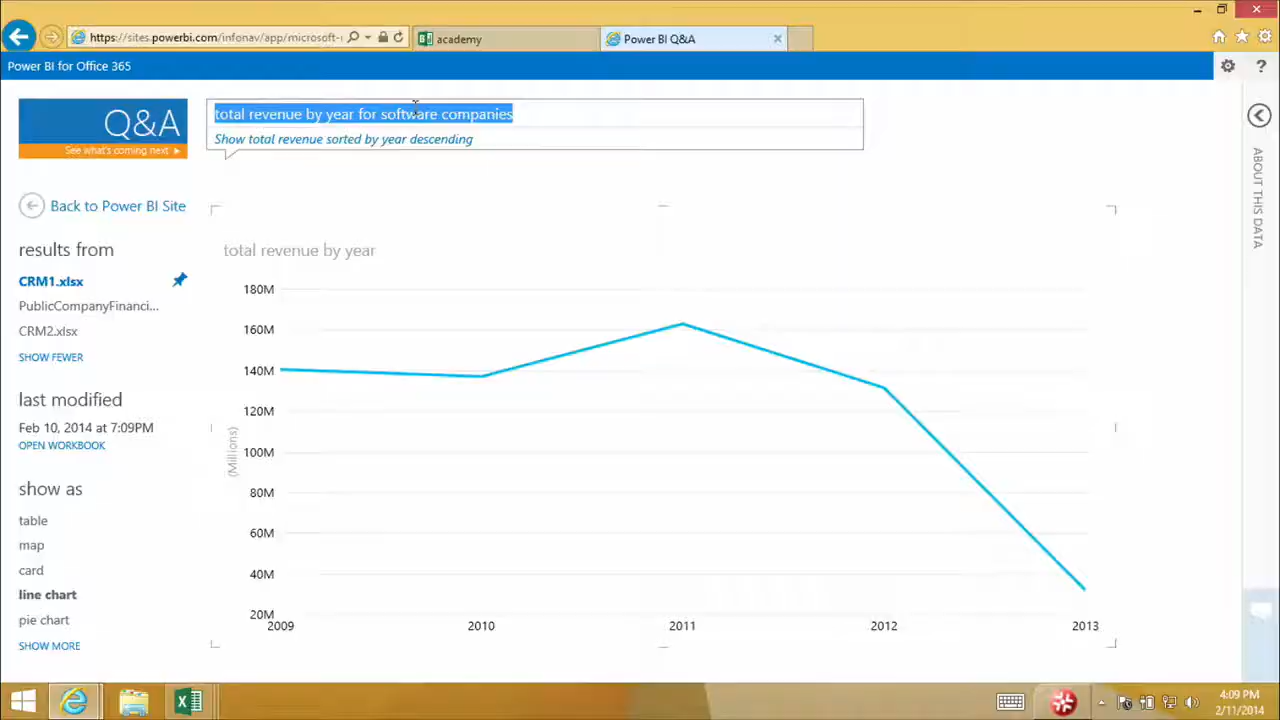 https://sites.powerbi.com/infonav/app/microsoft-
academy
Power BI Q&A
Power BI for Office 365
Q&A
See what's coming next
total revenue by year for software companies
Show total revenue sorted by year descending
Back to Power BI Site
results from
CRM1.xlsx
PublicCompanyFinanci...
CRM2.xlsx
SHOW FEWER
last modified
Feb 10, 2014 at 7:09PM
OPEN WORKBOOK
show as
table
map
card
line chart
pie chart
SHOW MORE
total revenue by year
(Millions)
180M
160M
140M
120M
100M
80M
60M
40M
20M
2009 2010 2011 2012 2013
ABOUT THIS DATA
4:09 PM
2/11/2014